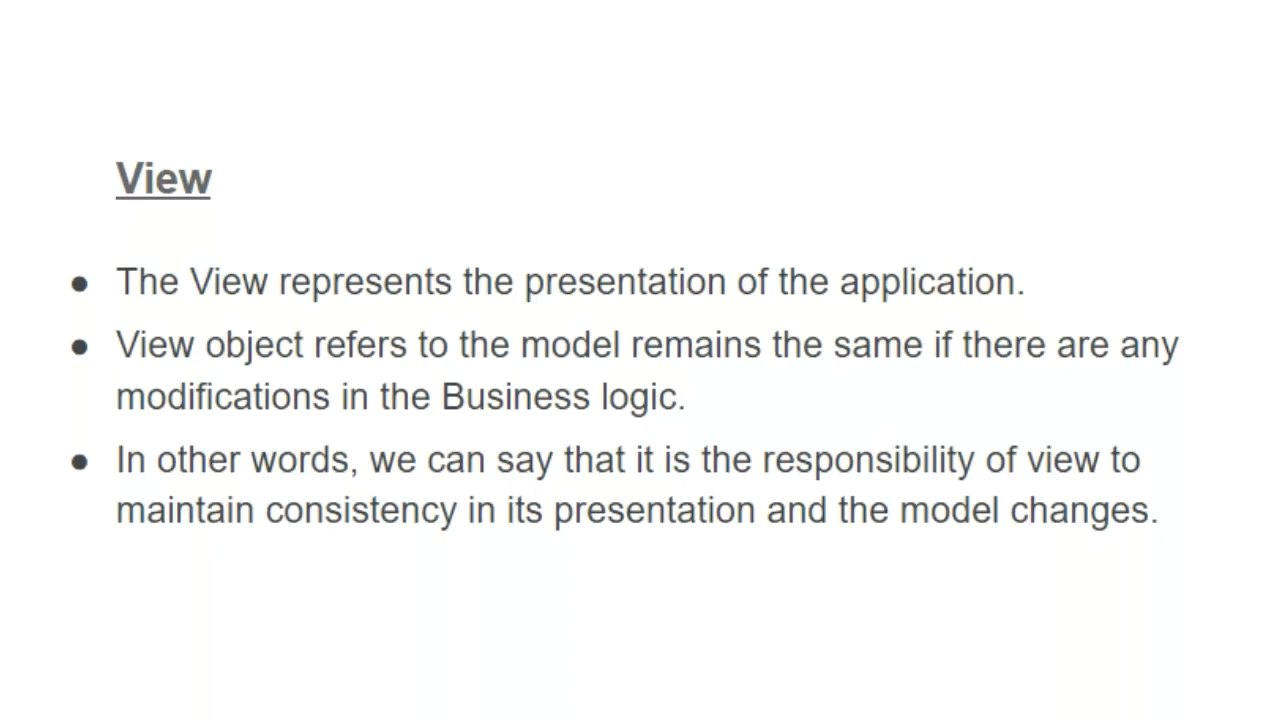 View
● The View represents the presentation of the application.
● View object refers to the model remains the same if there are any
modifications in the Business logic.
● In other words, we can say that it is the responsibility of view to
maintain consistency in its presentation and the model changes.